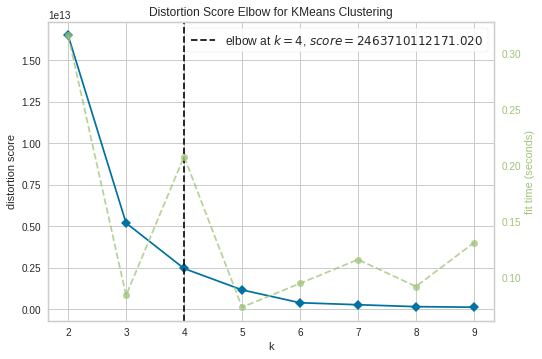 Distortion Score Elbow for KMeans Clustering
1e13
elbow at k = 4, score = 2463710112171.020
1.50
1.25
1.00
0.75
0.50
0.25
0.00
distortion score
0.30
0.25
0.20
0.15
0.10
fit time (seconds)
2 3 4 5 6 7 8 9
k